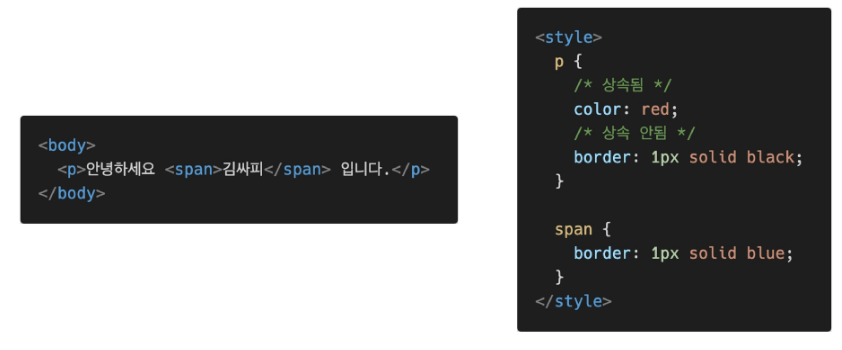 <body>
  <p>안녕하세요 <span>김싸피</span> 입니다.</p>
</body>
<style>
  p {
    /* 상속됨 */
    color: red;
    /* 상속 안됨 */
    border: 1px solid black;
  }
  span {
    border: 1px solid blue;
  }
</style>